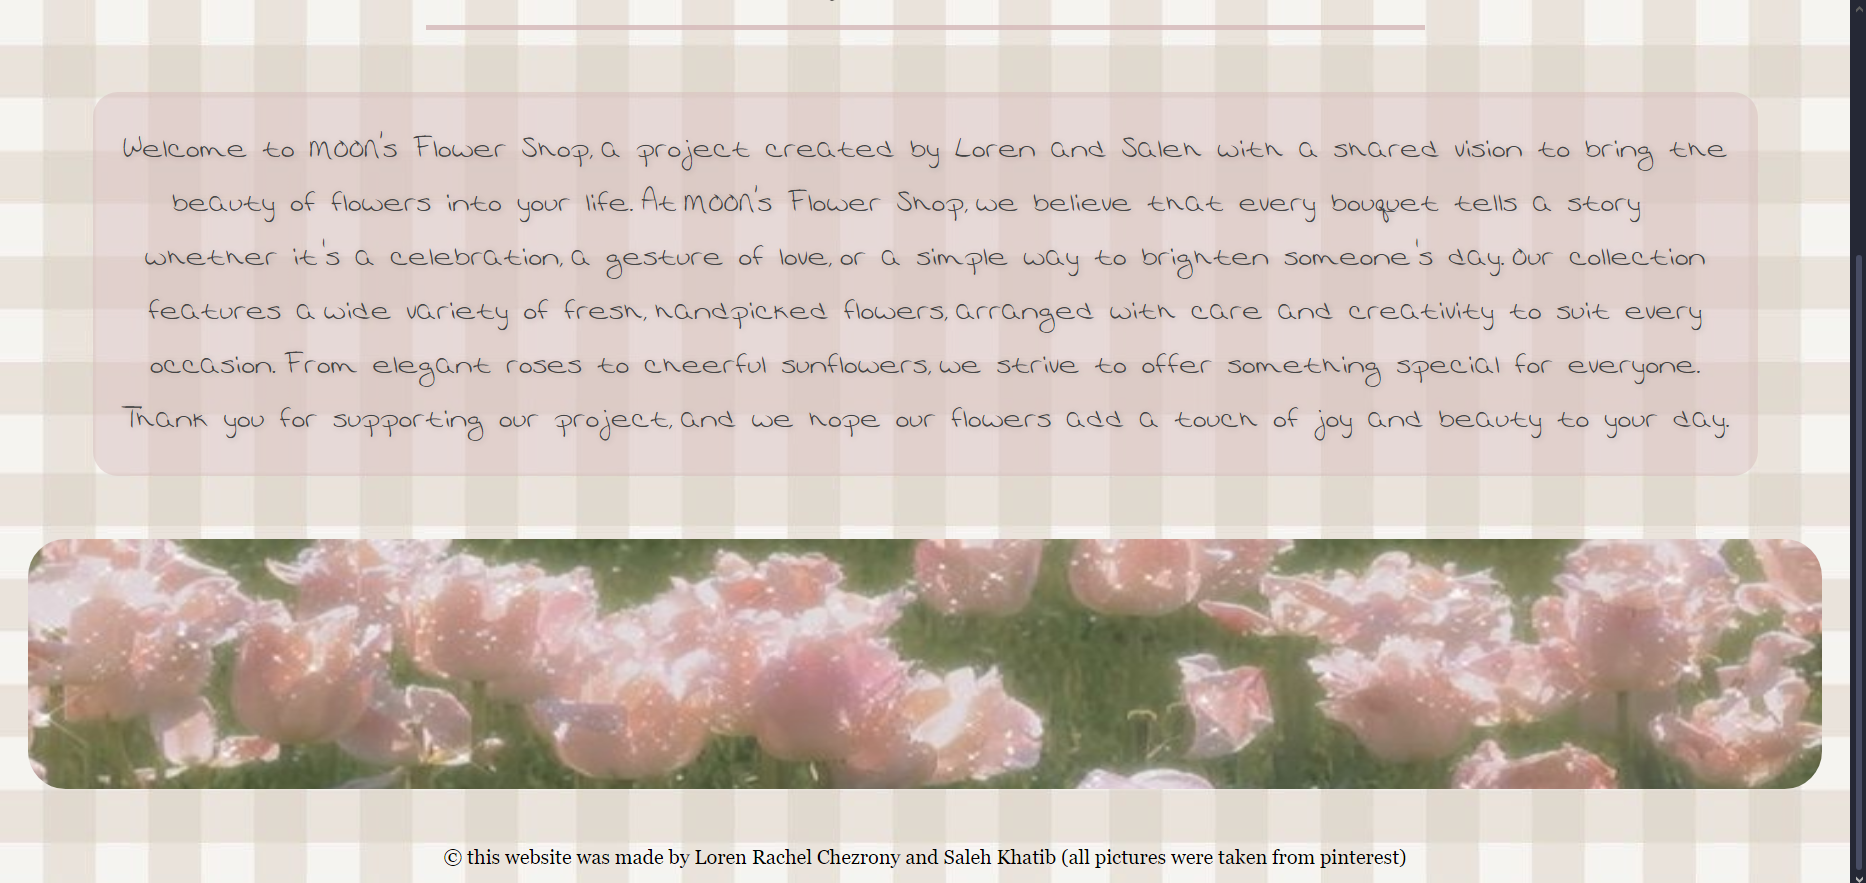 Welcome to MOON's Flower Shop, a project created by Loren and Saleh with a shared vision to bring the
beauty of flowers into your life. At MOON's Flower Shop, we believe that every bouquet tells a story
whether it's a celebration, a gesture of love, or a simple way to brighten someone's day. Our collection
features a wide variety of fresh, handpicked flowers, arranged with care and creativity to suit every
occasion. From elegant roses to cheerful sunflowers, we strive to offer something special for everyone.
Thank you for supporting our project, and we hope our flowers add a touch of joy and beauty to your day.
© this website was made by Loren Rachel Chezrony and Saleh Khatib (all pictures were taken from pinterest)